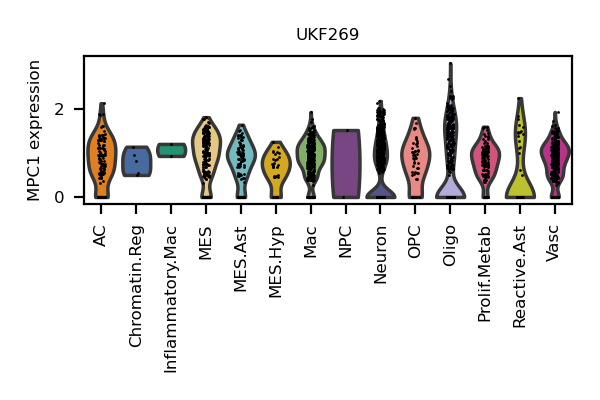 UKF269
MPC1 expression
2
0
AC
Chromatin.Reg
Inflammatory.Mac
MES
MES.Ast
MES.Hyp
Mac
NPC
Neuron
OPC
Oligo
Prolif.Metab
Reactive.Ast
Vasc